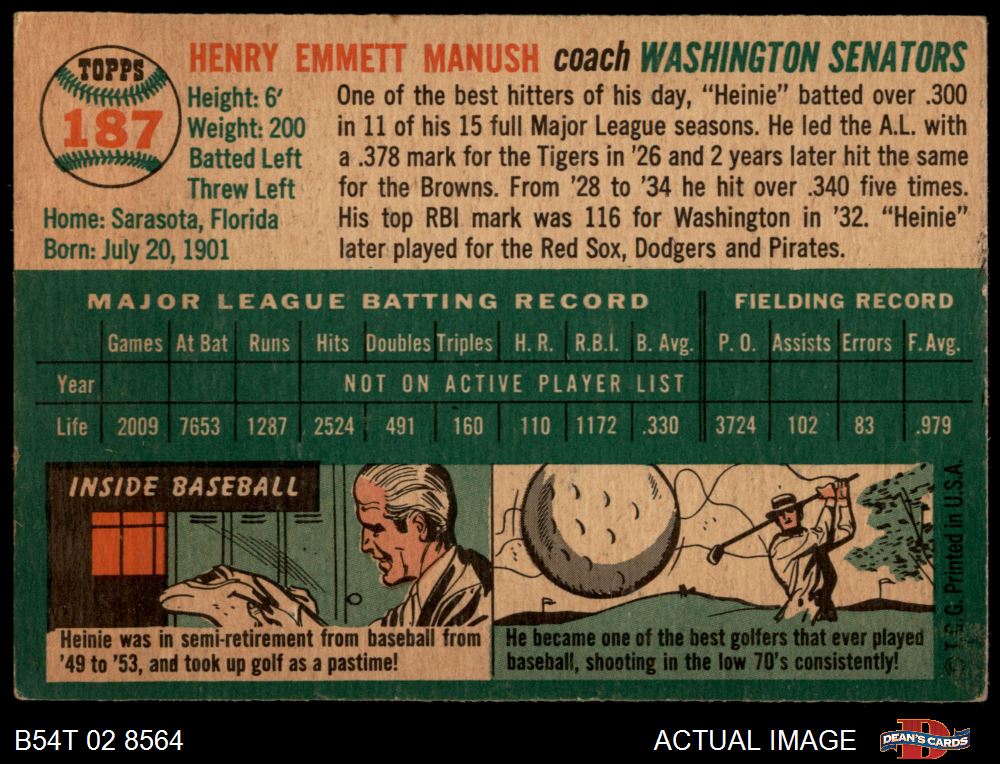 TOPPS
187
HENRY EMMETT MANUSH coach WASHINGTON SENATORS
Height: 6'
Weight: 200
Batted Left
Threw Left
Home: Sarasota, Florida
Born: July 20, 1901
One of the best hitters of his day, "Heinie" batted over .300
in 11 of his 15 full Major League seasons. He led the A.L. with
a .378 mark for the Tigers in '26 and 2 years later hit the same
for the Browns. From '28 to '34 he hit over .340 five times.
His top RBI mark was 116 for Washington in '32. "Heinie"
later played for the Red Sox, Dodgers and Pirates.
MAJOR LEAGUE BATTING RECORD FIELDING RECORD
Games At Bat Runs Hits Doubles Triples H. R. R.B.I. B. Avg. P. O. Assists Errors F. Avg.
Year NOT ON ACTIVE PLAYER LIST
Life 2009 7653 1287 2524 491 160 110 1172 .330 3724 102 83 .979
INSIDE BASEBALL
Heinie was in semi-retirement from baseball from
'49 to '53, and took up golf as a pastime!
He became one of the best golfers that ever played
baseball, shooting in the low 70's consistently!
© T.C.G. Printed in U.S.A.
B54T 02 8564
ACTUAL IMAGE
DEAN'S CARDS